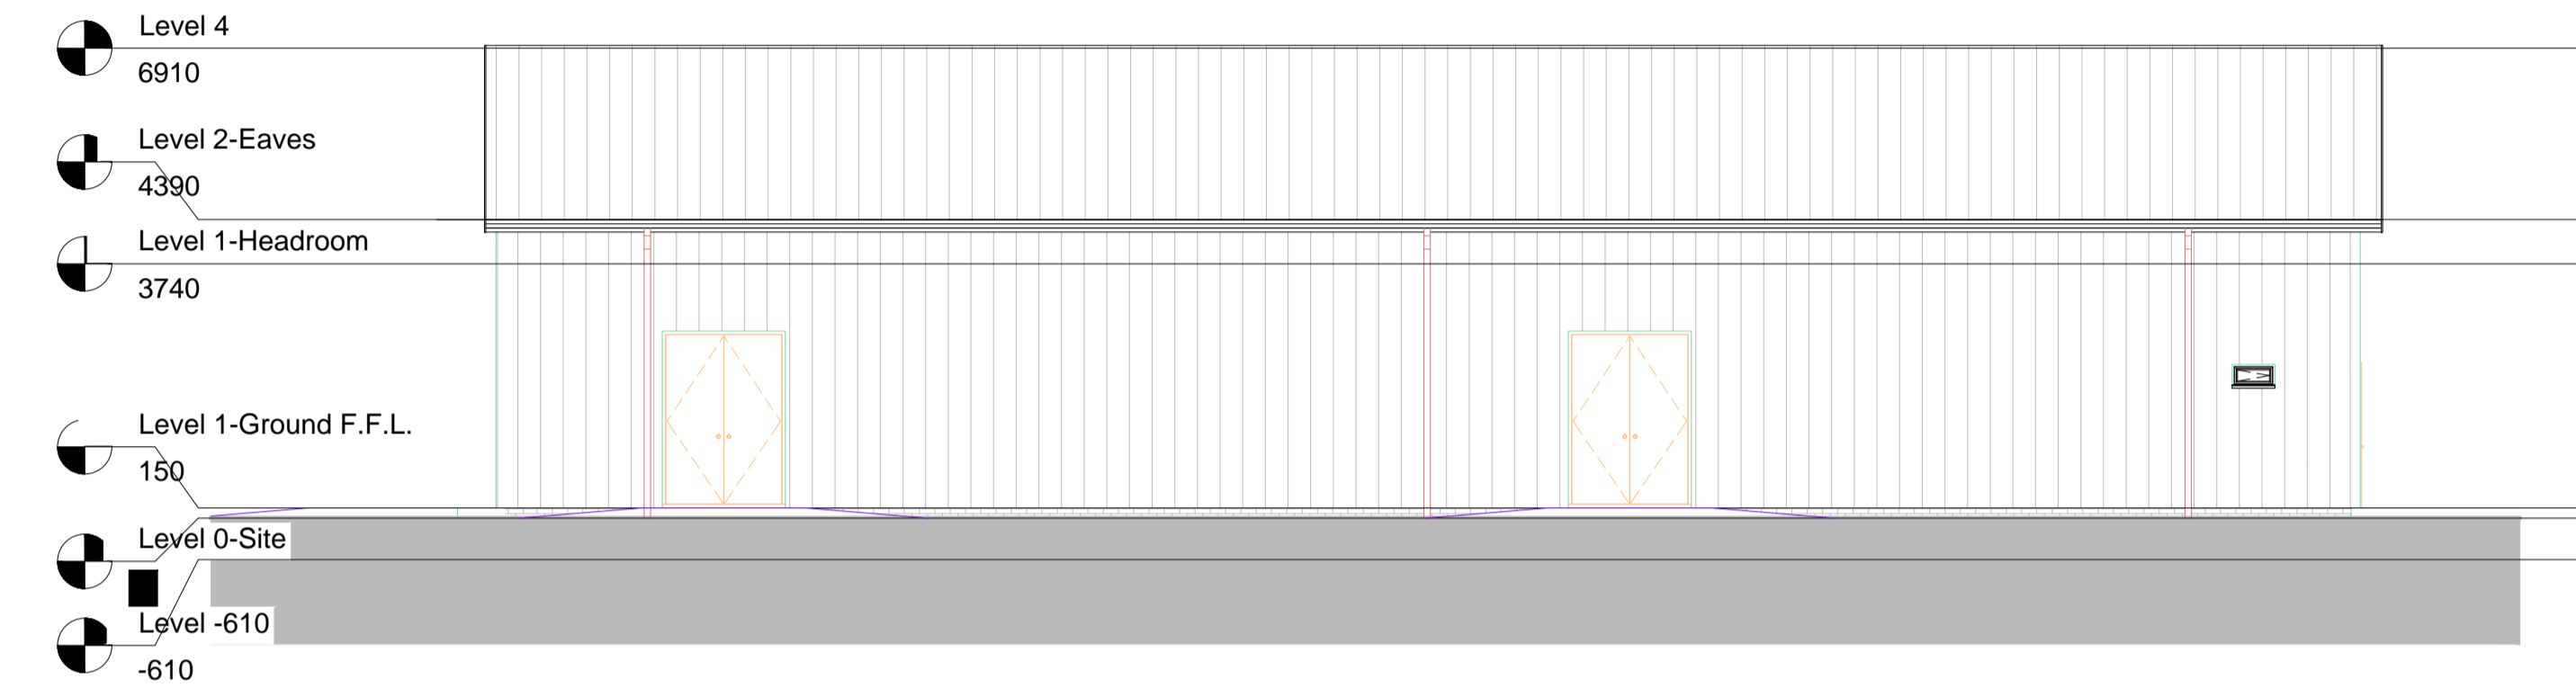 Level 4
6910
Level 2-Eaves
4390
Level 1-Headroom
3740
Level 1-Ground F.F.L.
150
Level 0-Site
Level -610
-610